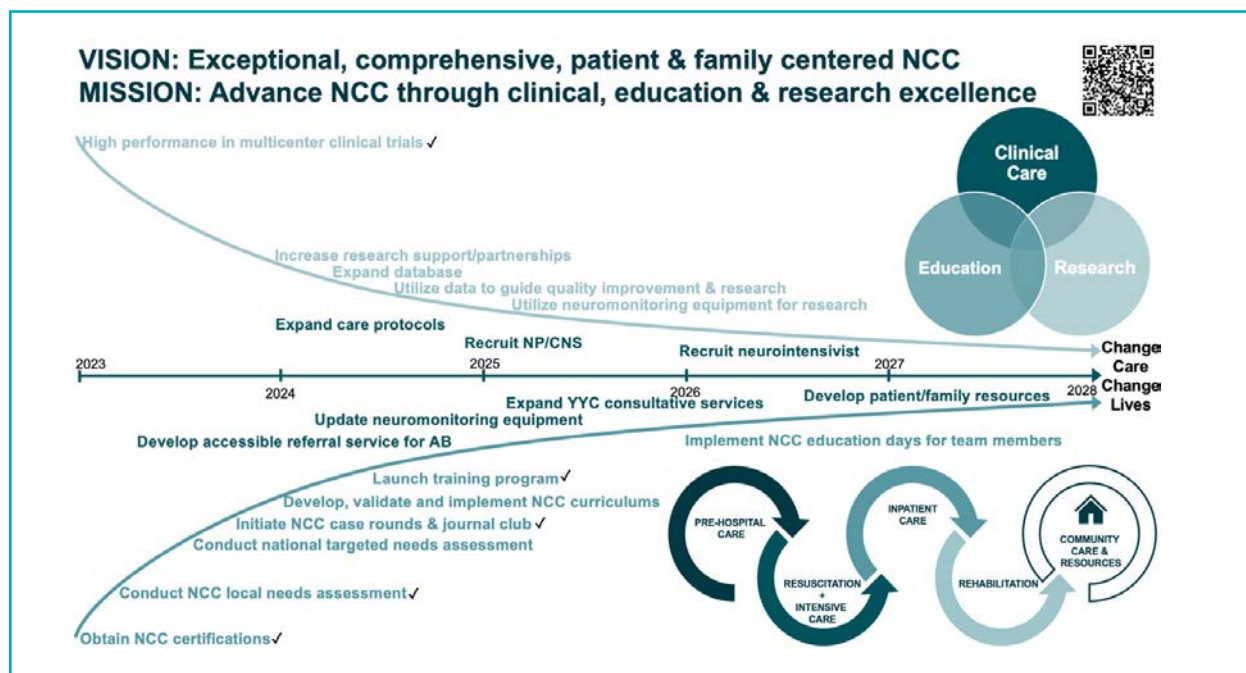 VISION: Exceptional, comprehensive, patient & family centered NCC
MISSION: Advance NCC through clinical, education & research excellence
High performance in multicenter clinical trials ✓
Clinical
Care
Education
Research
Increase research support/partnerships
Expand database
Utilize data to guide quality improvement & research
Utilize neuromonitoring equipment for research
Expand care protocols
Recruit NP/CNS
Recruit neurointensivist
2023
2024
2025
2026
2027
2028
Change
Care
Change
Lives
Develop patient/family resources
Expand YYC consultative services
Update neuromonitoring equipment
Develop accessible referral service for AB
Implement NCC education days for team members
Launch training program ✓
Develop, validate and implement NCC curriculums
Initiate NCC case rounds & journal club ✓
Conduct national targeted needs assessment
Conduct NCC local needs assessment ✓
Obtain NCC certifications ✓
PRE-HOSPITAL
CARE
RESUSCITATION
+
INTENSIVE
CARE
INPATIENT
CARE
REHABILITATION
COMMUNITY
CARE &
RESOURCES